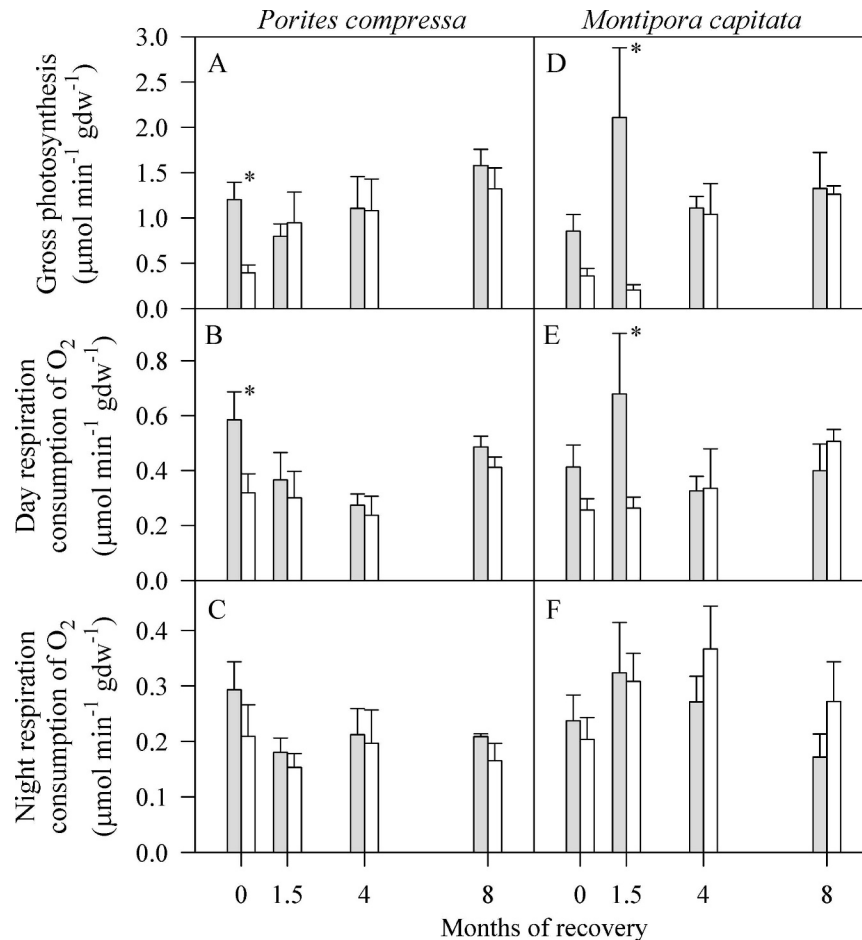 Porites compressa Montipora capitata
Gross photosynthesis
(µmol min⁻¹ gdw⁻¹)
3.0
2.5
2.0
1.5
1.0
0.5
0.0
A
*
D
*
Day respiration
consumption of O₂
(µmol min⁻¹ gdw⁻¹)
0.8
0.6
0.4
0.2
0.0
B
*
E
*
Night respiration
consumption of O₂
(µmol min⁻¹ gdw⁻¹)
0.4
0.3
0.2
0.1
0.0
C
F
0 1.5 4 8 0 1.5 4 8
Months of recovery